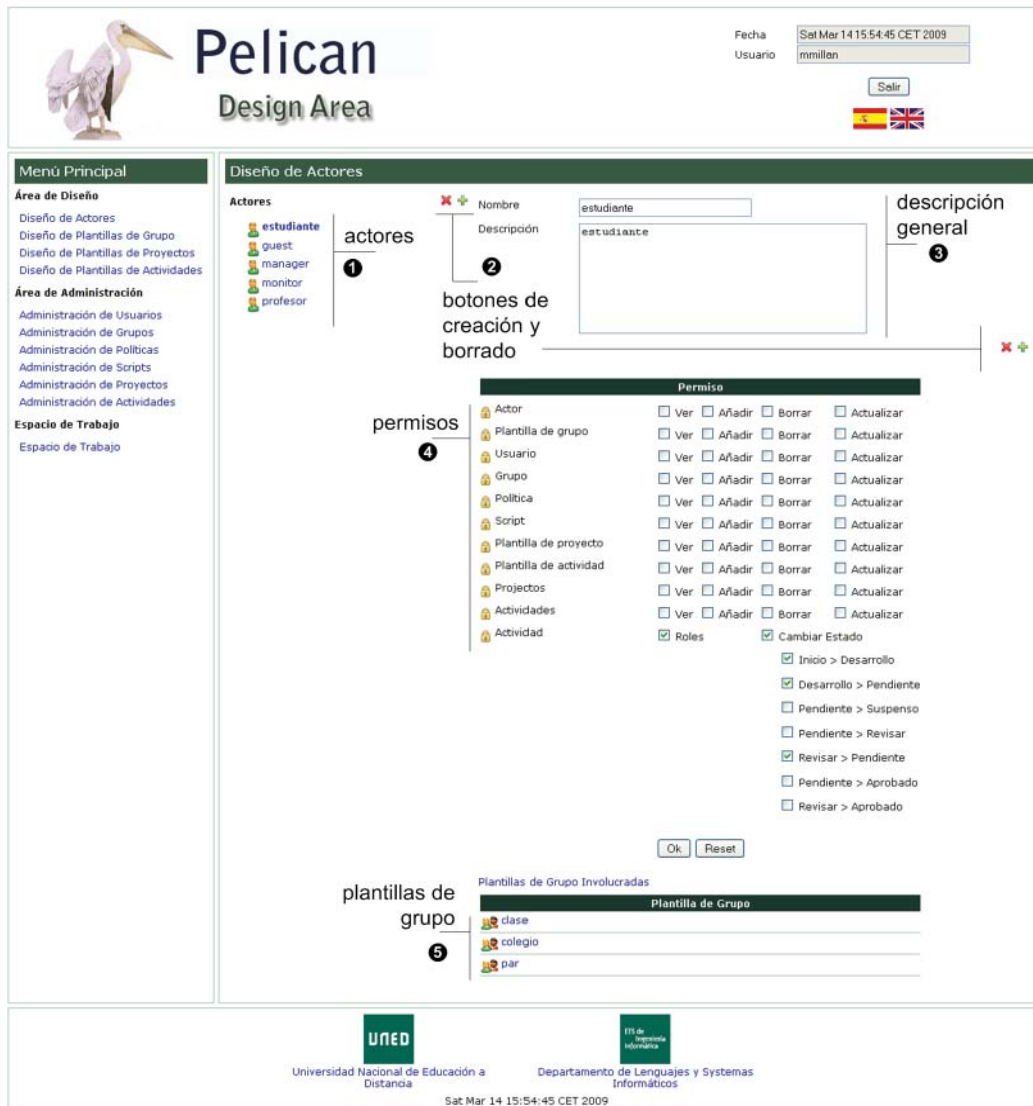 Pelican
Design Area
Fecha Sat Mar 14 15:54:45 CET 2009
Usuario mmillan
Salir
Menú Principal
Área de Diseño
Diseño de Actores
Diseño de Plantillas de Grupo
Diseño de Plantillas de Proyectos
Diseño de Plantillas de Actividades
Área de Administración
Administración de Usuarios
Administración de Grupos
Administración de Políticas
Administración de Scripts
Administración de Proyectos
Administración de Actividades
Espacio de Trabajo
Espacio de Trabajo
Diseño de Actores
Actores
estudiante
guest
manager
monitor
profesor
actores
1
2
botones de
creación y
borrado
Nombre estudiante
Descripción estudiante
descripción
general
3
permisos
4
Permiso
Actor Ver Añadir Borrar Actualizar
Plantilla de grupo Ver Añadir Borrar Actualizar
Usuario Ver Añadir Borrar Actualizar
Grupo Ver Añadir Borrar Actualizar
Política Ver Añadir Borrar Actualizar
Script Ver Añadir Borrar Actualizar
Plantilla de proyecto Ver Añadir Borrar Actualizar
Plantilla de actividad Ver Añadir Borrar Actualizar
Projectos Ver Añadir Borrar Actualizar
Actividades Ver Añadir Borrar Actualizar
Actividad Roles Cambiar Estado
Inicio > Desarrollo
Desarrollo > Pendiente
Pendiente > Suspenso
Pendiente > Revisar
Revisar > Pendiente
Pendiente > Aprobado
Revisar > Aprobado
Ok Reset
plantillas de
grupo
5
Plantillas de Grupo Involucradas
Plantilla de Grupo
clase
colegio
par
UNED
Universidad Nacional de Educación a
Distancia
ETS de
Ingeniería
Informática
Departamento de Lenguajes y Systemas
Informáticos
Sat Mar 14 15:54:45 CET 2009